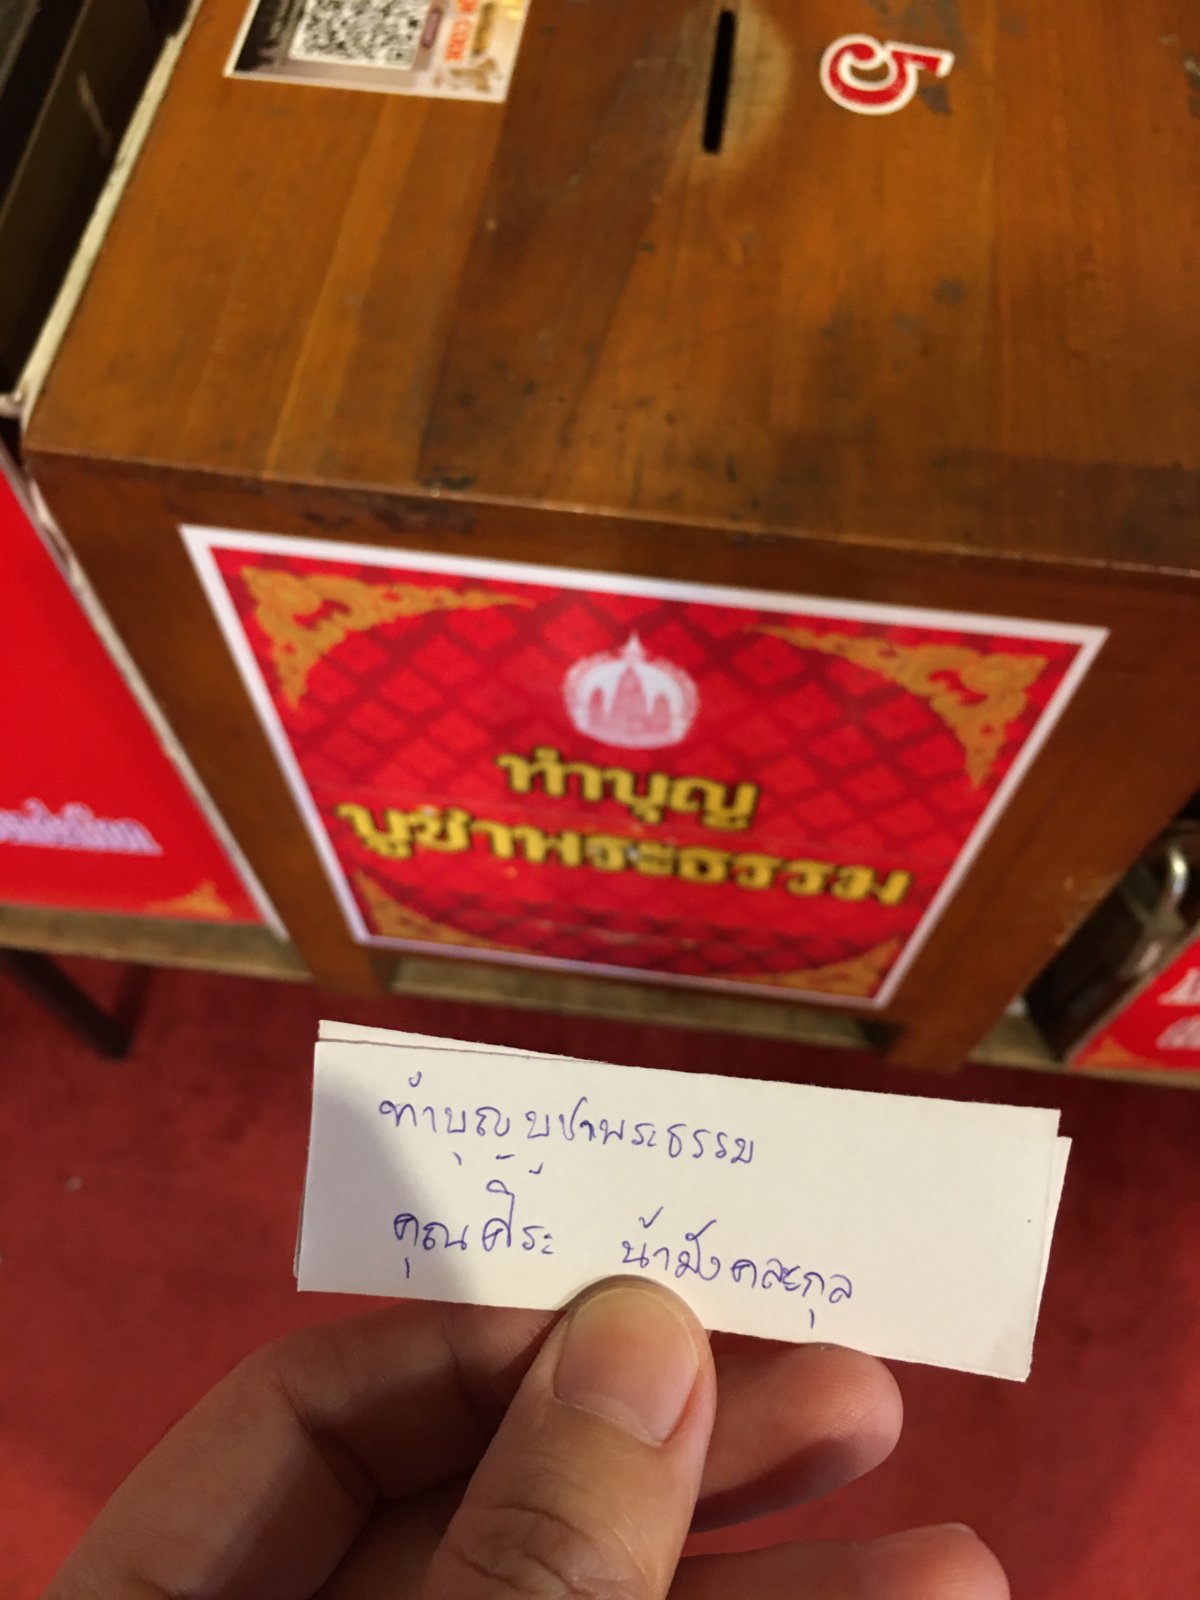 5
ทำบุญ
บูชาพระธรรม
ทำบุญบูชาพระธรรม
คุณศิระ น้ามังคละกุล